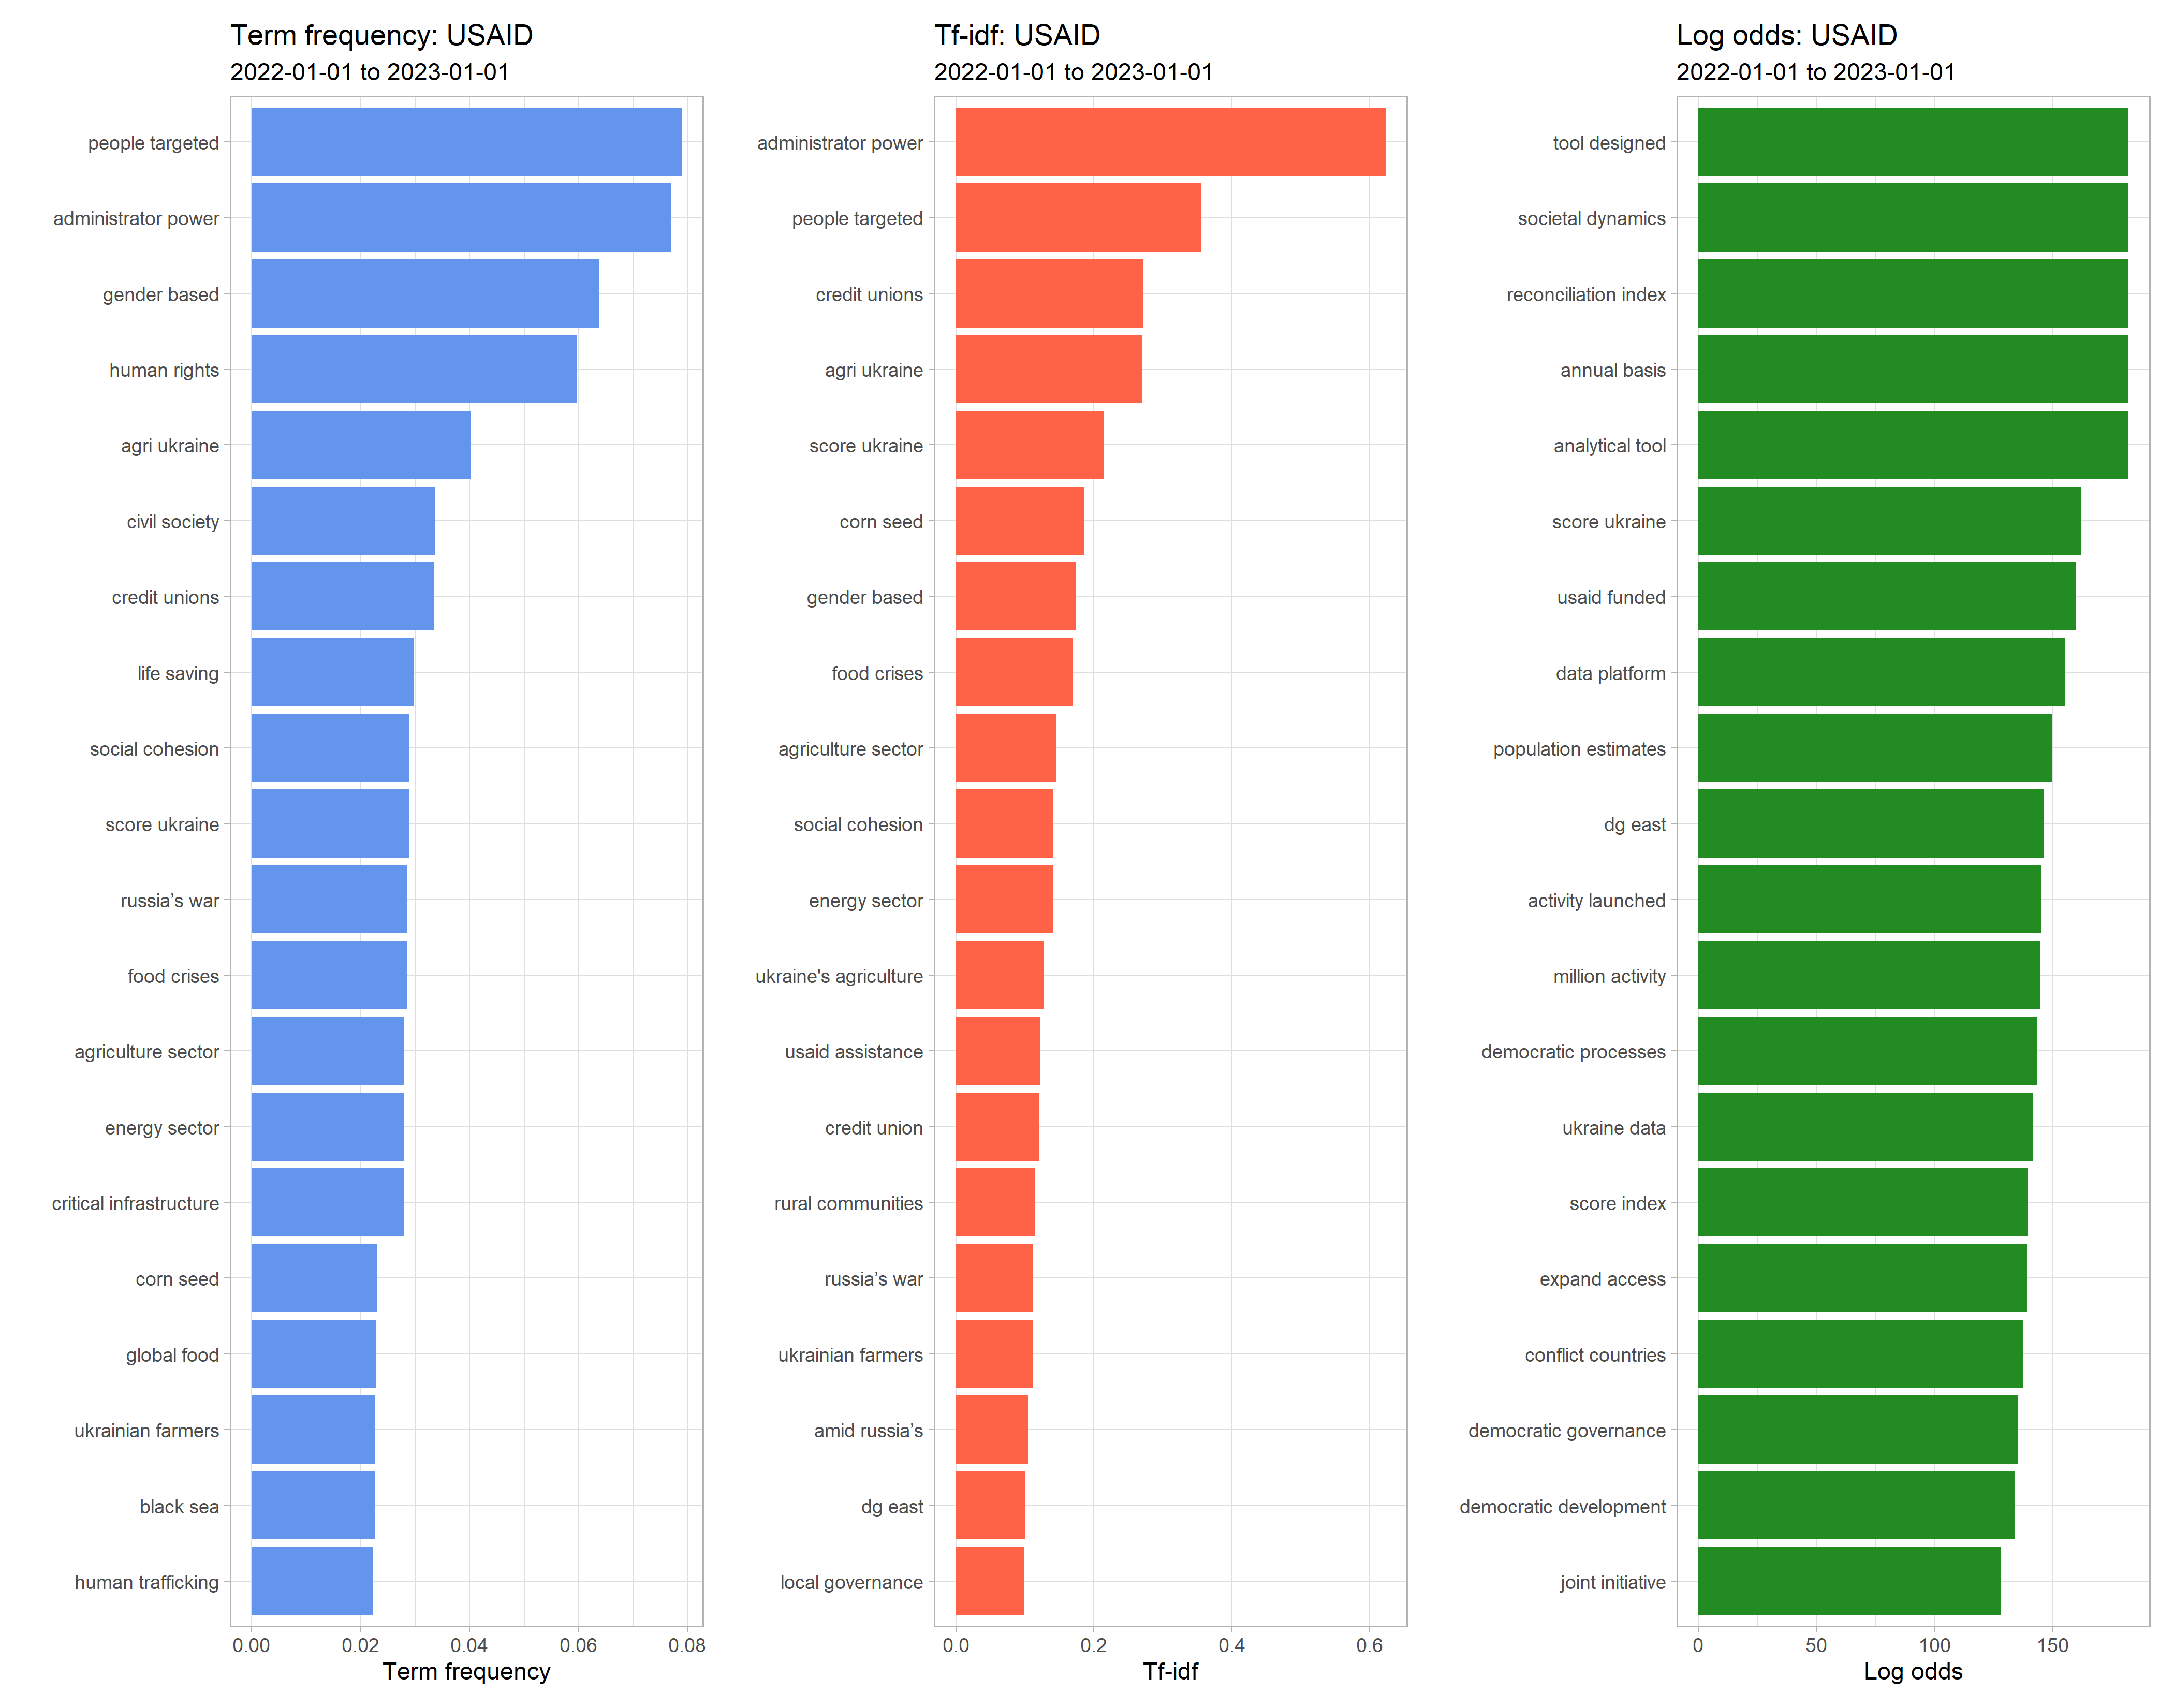 Term frequency: USAID
2022-01-01 to 2023-01-01
people targeted
administrator power
gender based
human rights
agri ukraine
civil society
credit unions
life saving
social cohesion
score ukraine
russia’s war
food crises
agriculture sector
energy sector
critical infrastructure
corn seed
global food
ukrainian farmers
black sea
human trafficking
0.00 0.02 0.04 0.06 0.08
Term frequency
Tf-idf: USAID
2022-01-01 to 2023-01-01
administrator power
people targeted
credit unions
agri ukraine
score ukraine
corn seed
gender based
food crises
agriculture sector
social cohesion
energy sector
ukraine's agriculture
usaid assistance
credit union
rural communities
russia’s war
ukrainian farmers
amid russia’s
dg east
local governance
0.0 0.2 0.4 0.6
Tf-idf
Log odds: USAID
2022-01-01 to 2023-01-01
tool designed
societal dynamics
reconciliation index
annual basis
analytical tool
score ukraine
usaid funded
data platform
population estimates
dg east
activity launched
million activity
democratic processes
ukraine data
score index
expand access
conflict countries
democratic governance
democratic development
joint initiative
0 50 100 150
Log odds